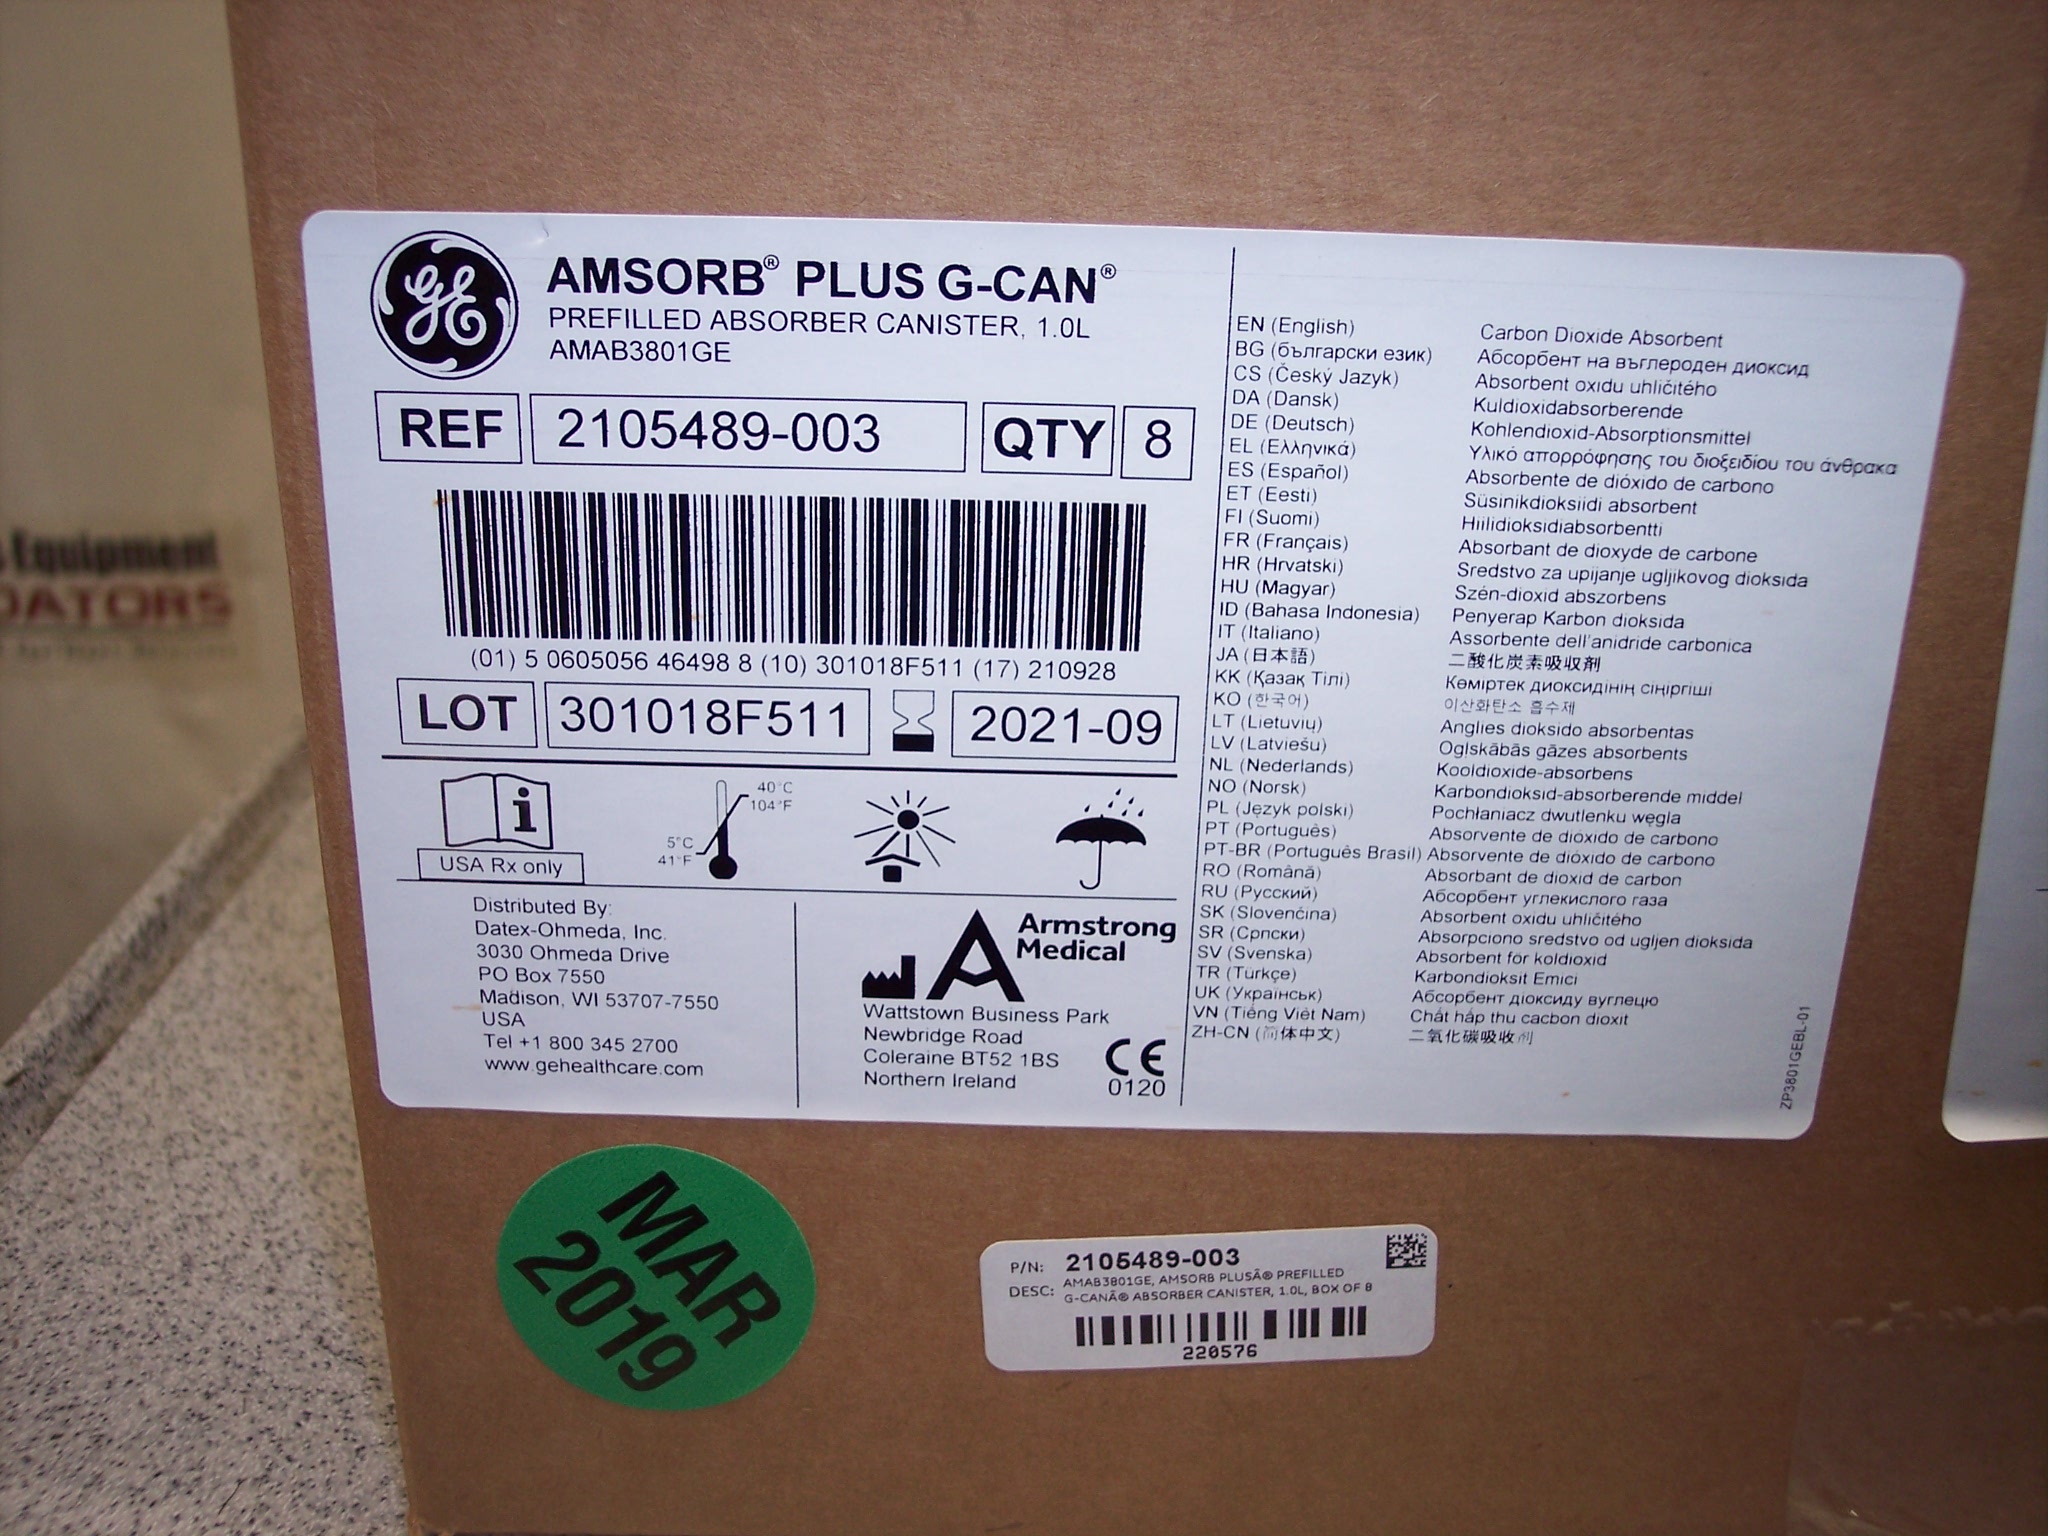 GE
AMSORB® PLUS G-CAN®
PREFILLED ABSORBER CANISTER, 1.0L
AMAB3801GE
REF 2105489-003 QTY 8
(01) 5 0605056 46498 8 (10) 301018F511 (17) 210928
LOT 301018F511 2021-09
USA Rx only
5°C
41°F
40°C
104°F
Distributed By:
Datex-Ohmeda, Inc.
3030 Ohmeda Drive
PO Box 7550
Madison, WI 53707-7550
USA
Tel +1 800 345 2700
www.gehealthcare.com
Armstrong
Medical
Wattstown Business Park
Newbridge Road
Coleraine BT52 1BS
Northern Ireland
CE
0120
EN (English) Carbon Dioxide Absorbent
BG (български език) Абсорбент на въглероден диоксид
CS (Český Jazyk) Absorbent oxidu uhličitého
DA (Dansk) Kuldioxidabsorberende
DE (Deutsch) Kohlendioxid-Absorptionsmittel
EL (Ελληνικά) Υλικό απορρόφησης του διοξειδίου του άνθρακα
ES (Español) Absorbente de dióxido de carbono
ET (Eesti) Süsinikdioksiidi absorbent
FI (Suomi) Hiilidioksidiabsorbentti
FR (Français) Absorbant de dioxyde de carbone
HR (Hrvatski) Sredstvo za upijanje ugljikovog dioksida
HU (Magyar) Szén-dioxid abszorbens
ID (Bahasa Indonesia) Penyerap Karbon dioksida
IT (Italiano) Assorbente dell'anidride carbonica
JA (日本語) 二酸化炭素吸収剤
KK (Қазақ Тілі) Көміртек диоксидінің сіңіргіші
KO (한국어) 이산화탄소 흡수제
LT (Lietuvių) Anglies dioksido absorbentas
LV (Latviešu) Ogļskābās gāzes absorbents
NL (Nederlands) Kooldioxide-absorbens
NO (Norsk) Karbondioksid-absorberende middel
PL (Język polski) Pochłaniacz dwutlenku węgla
PT (Português) Absorvente de dióxido de carbono
PT-BR (Português Brasil) Absorvente de dióxido de carbono
RO (Română) Absorbant de dioxid de carbon
RU (Русский) Абсорбент углекислого газа
SK (Slovenčina) Absorbent oxidu uhličitého
SR (Српски) Absorpciono sredstvo od ugljen dioksida
SV (Svenska) Absorbent för koldioxid
TR (Türkçe) Karbondioksit Emici
UK (Українськ) Абсорбент діоксиду вуглецю
VN (Tiếng Việt Nam) Chất hấp thu cacbon dioxit
ZH-CN (简体中文) 二氧化碳吸收剂
ZP3801GEBL-01
MAR
2019
P/N: 2105489-003
DESC: AMAB3801GE, AMSORB PLUSÂ® PREFILLED
G-CANÂ® ABSORBER CANISTER, 1.0L, BOX OF 8
220576
Equipment
DATORS